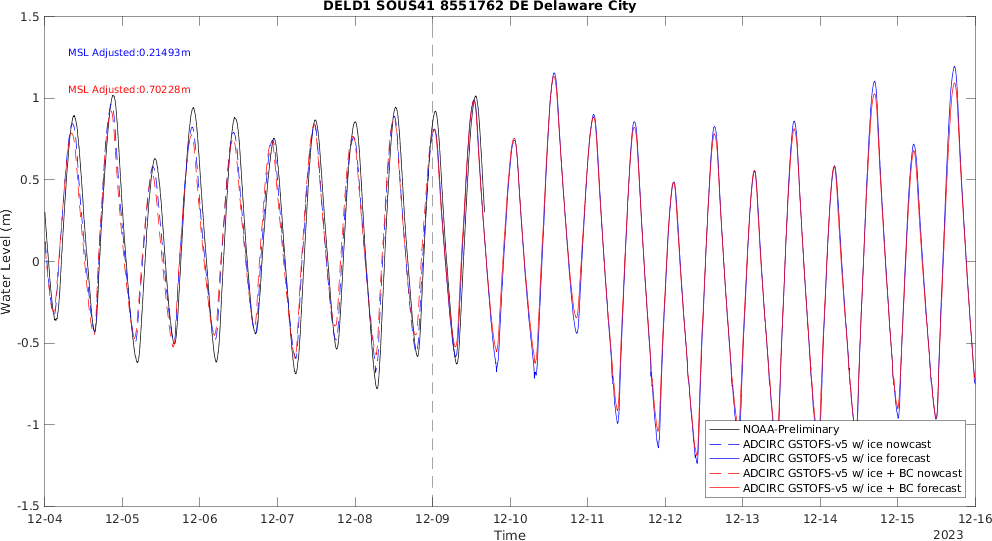 DELD1 SOUS41 8551762 DE Delaware City
1.5
MSL Adjusted:0.21493m
MSL Adjusted:0.70228m
1
0.5
0
-0.5
-1
-1.5
Water Level (m)
NOAA-Preliminary
ADCIRC GSTOFS-v5 w/ ice nowcast
ADCIRC GSTOFS-v5 w/ ice forecast
ADCIRC GSTOFS-v5 w/ ice + BC nowcast
ADCIRC GSTOFS-v5 w/ ice + BC forecast
12-04 12-05 12-06 12-07 12-08 12-09 12-10 12-11 12-12 12-13 12-14 12-15 12-16
Time
2023